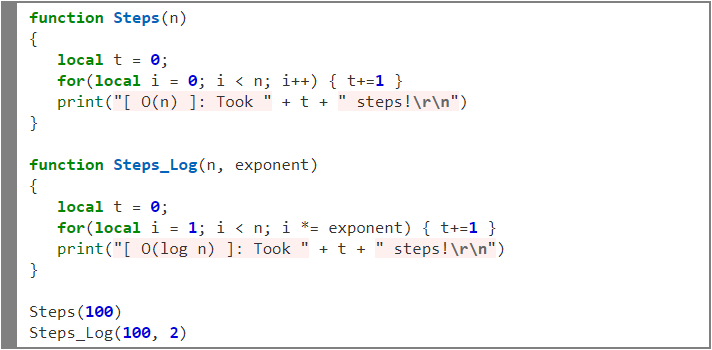 function Steps(n)
{
   local t = 0;
   for(local i = 0; i < n; i++) { t+=1 }
   print("[ O(n) ]: Took " + t + " steps!\r\n")
}

function Steps_Log(n, exponent)
{
   local t = 0;
   for(local i = 1; i < n; i *= exponent) { t+=1 }
   print("[ O(log n) ]: Took " + t + " steps!\r\n")
}

Steps(100)
Steps_Log(100, 2)